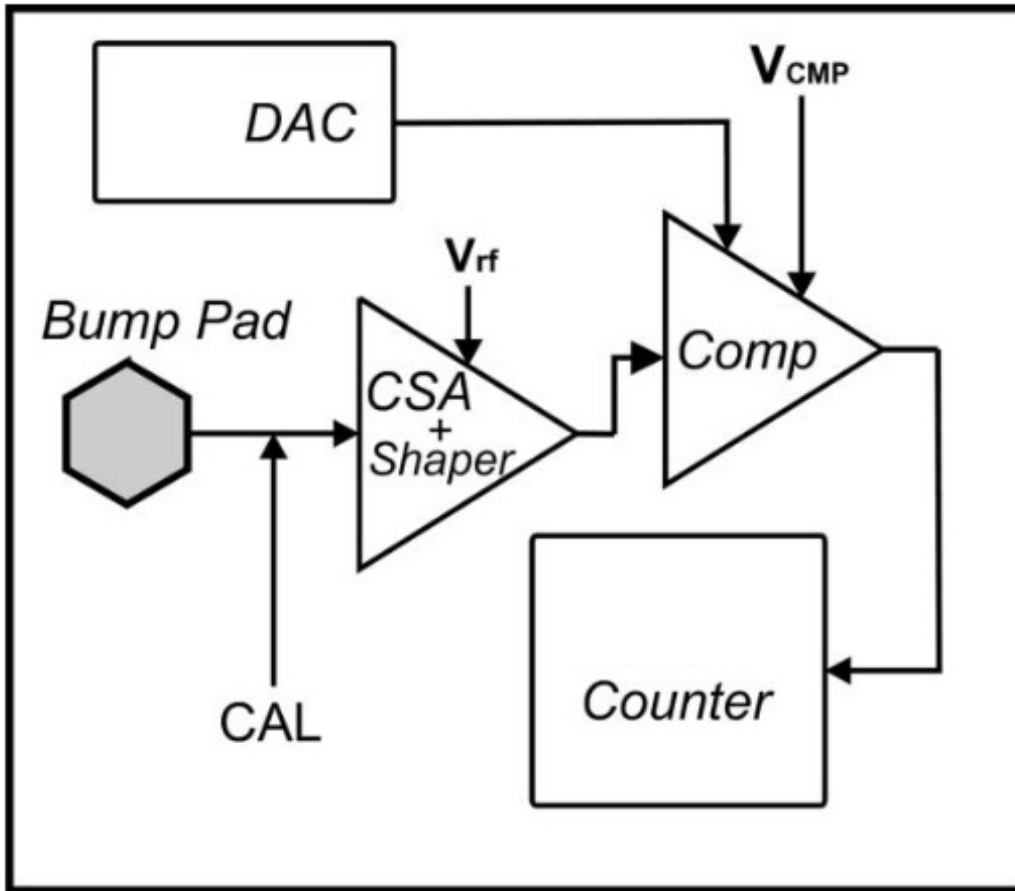 DAC
VCMP
Vrf
Bump Pad
CSA
+
Shaper
Comp
CAL
Counter